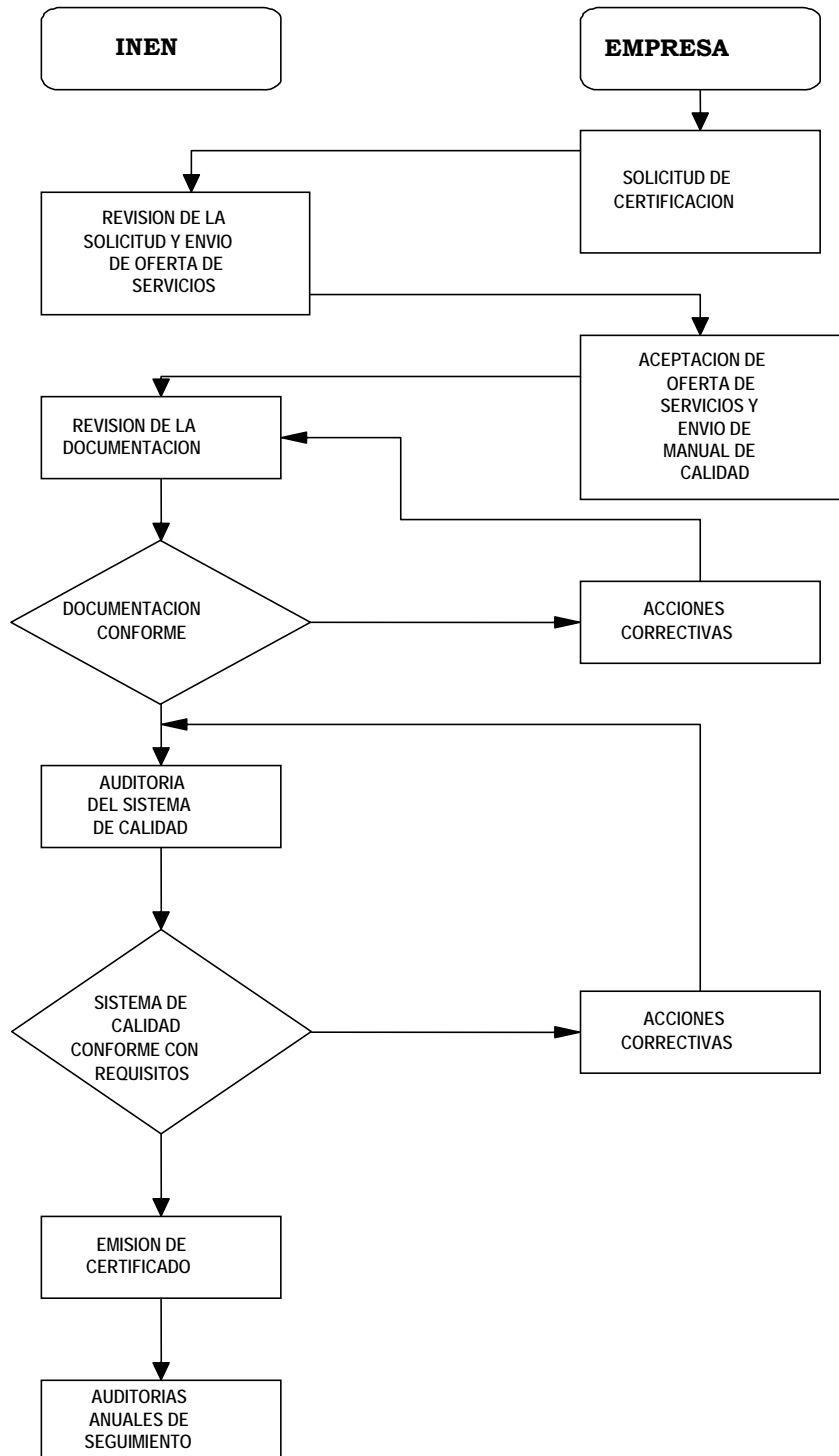 INEN
EMPRESA
SOLICITUD DE
CERTIFICACION
REVISION DE LA
SOLICITUD Y ENVIO
DE OFERTA DE
SERVICIOS
ACEPTACION DE
OFERTA DE
SERVICIOS Y
ENVIO DE
MANUAL DE
CALIDAD
REVISION DE LA
DOCUMENTACION
DOCUMENTACION
CONFORME
ACCIONES
CORRECTIVAS
AUDITORIA
DEL SISTEMA
DE CALIDAD
SISTEMA DE
CALIDAD
CONFORME CON
REQUISITOS
ACCIONES
CORRECTIVAS
EMISION DE
CERTIFICADO
AUDITORIAS
ANUALES DE
SEGUIMIENTO